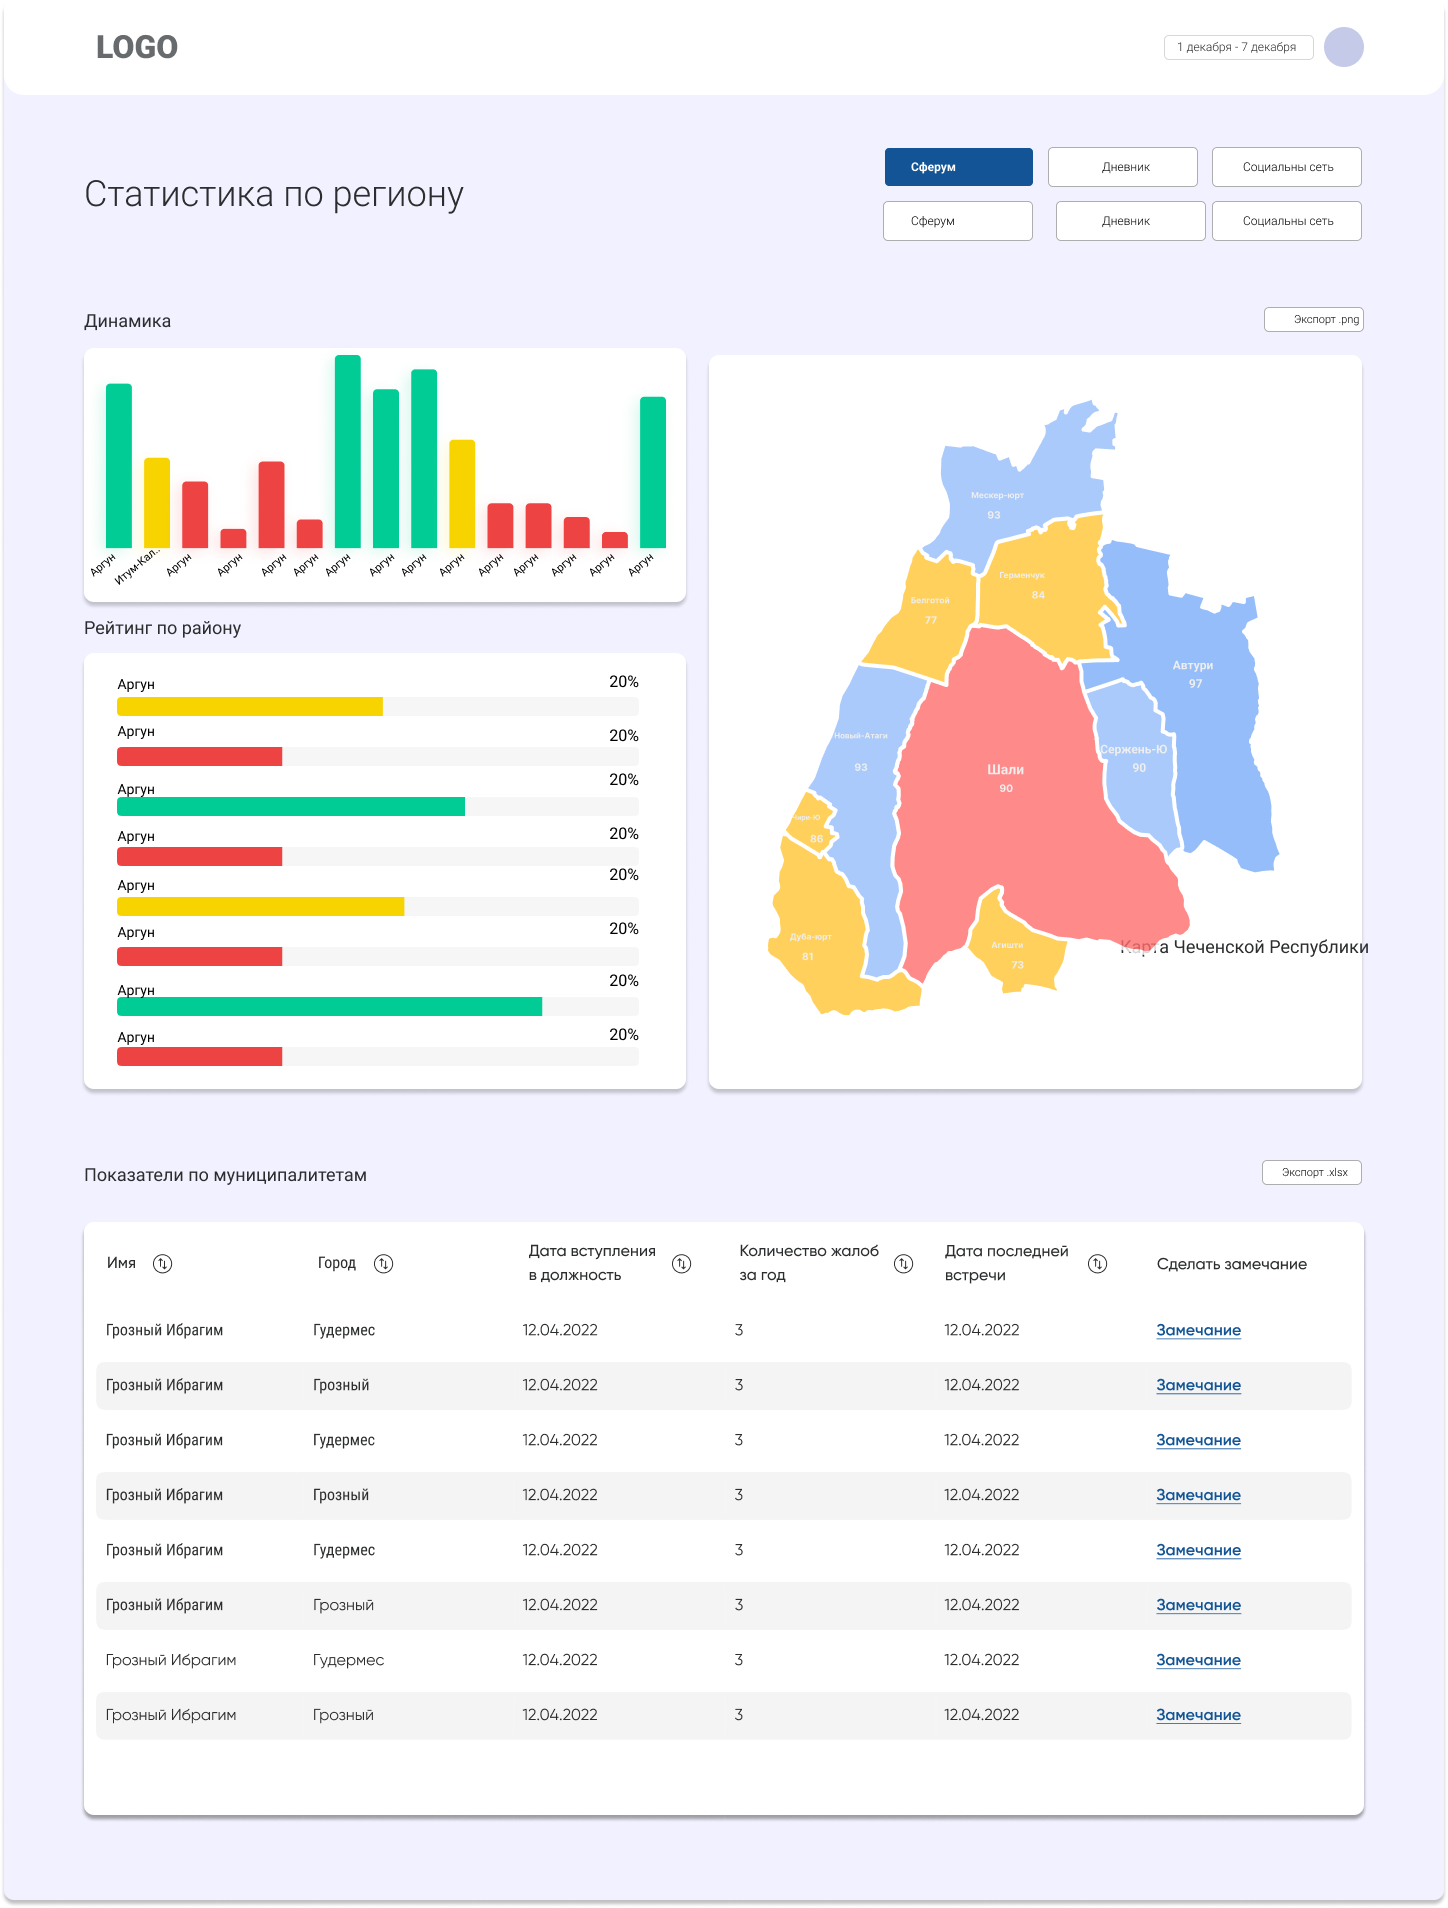 LOGO
1 декабря - 7 декабря
Статистика по региону
Сферум
Дневник
Социальны сеть
Сферум
Дневник
Социальны сеть
Динамика
Экспорт .png
Аргун
Итум-Кал..
Аргун
Аргун
Аргун
Аргун
Аргун
Аргун
Аргун
Аргун
Аргун
Аргун
Аргун
Аргун
Аргун
Рейтинг по району
Аргун 20%
Аргун 20%
Аргун 20%
Аргун 20%
Аргун 20%
Аргун 20%
Аргун 20%
Аргун 20%
Мескер-юрт
93
Герменчук
84
77
Автури
97
Новый-Атаги
93
Сержень-Ю
90
Шали
90
86
Дуба-юрт
81
Агишти
73
Карта Чеченской Республики
Показатели по муниципалитетам
Экспорт .xlsx
Имя
Город
Дата вступления
в должность
Количество жалоб
за год
Дата последней
встречи
Сделать замечание
Грозный Ибрагим Гудермес 12.04.2022 3 12.04.2022 Замечание
Грозный Ибрагим Грозный 12.04.2022 3 12.04.2022 Замечание
Грозный Ибрагим Гудермес 12.04.2022 3 12.04.2022 Замечание
Грозный Ибрагим Грозный 12.04.2022 3 12.04.2022 Замечание
Грозный Ибрагим Гудермес 12.04.2022 3 12.04.2022 Замечание
Грозный Ибрагим Грозный 12.04.2022 3 12.04.2022 Замечание
Грозный Ибрагим Гудермес 12.04.2022 3 12.04.2022 Замечание
Грозный Ибрагим Грозный 12.04.2022 3 12.04.2022 Замечание